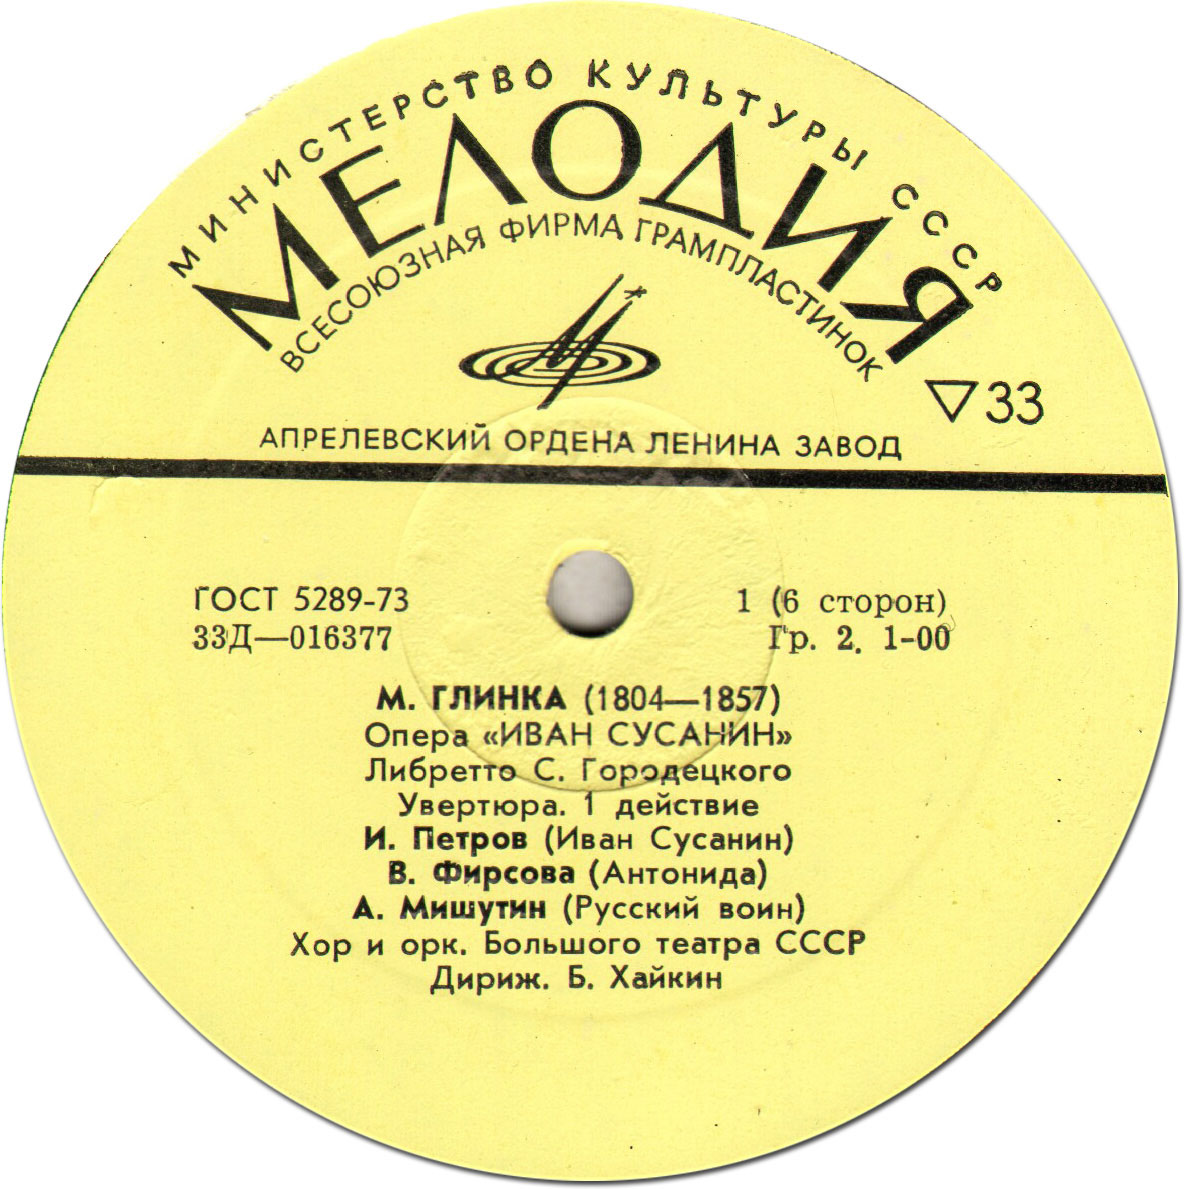 МИНИСТЕРСТВО КУЛЬТУРЫ СССР
МЕЛОДИЯ
ВСЕСОЮЗНАЯ ФИРМА ГРАМПЛАСТИНОК
33
АПРЕЛЕВСКИЙ ОРДЕНА ЛЕНИНА ЗАВОД
ГОСТ 5289-73
33Д—016377
1 (6 сторон)
Гр. 2. 1-00
М. ГЛИНКА (1804—1857)
Опера «ИВАН СУСАНИН»
Либретто С. Городецкого
Увертюра. 1 действие
И. Петров (Иван Сусанин)
В. Фирсова (Антонида)
А. Мишутин (Русский воин)
Хор и орк. Большого театра СССР
Дириж. Б. Хайкин